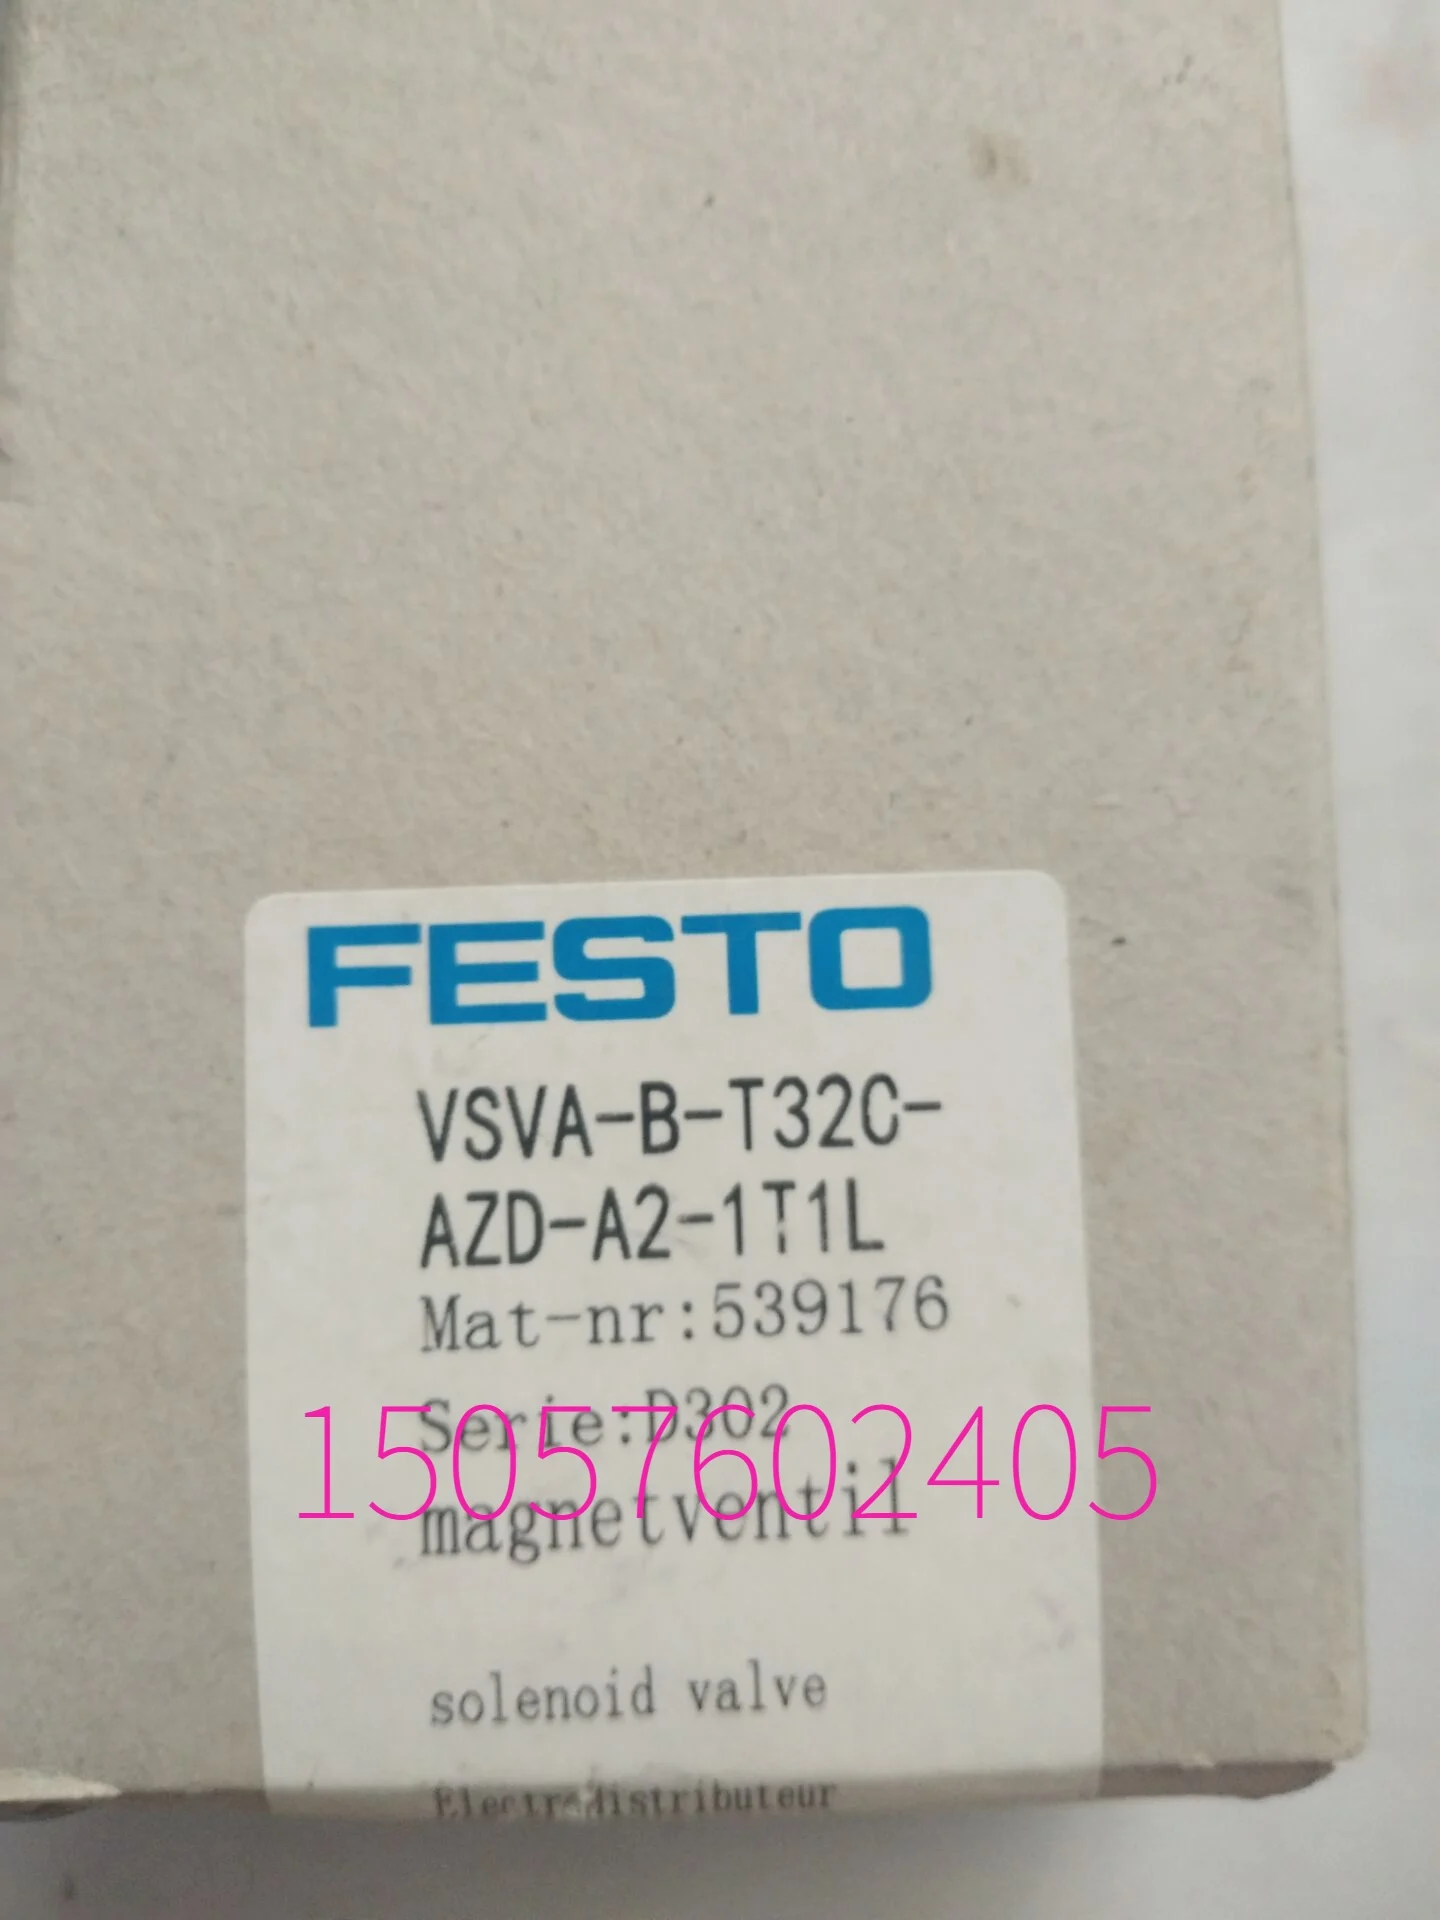 FESTO
VSVA-B-T32C-
AZD-A2-1T1L
Mat-nr:539176
Serie:D302
15057602405
magnetventil
solenoid valve
Electrodistributeur